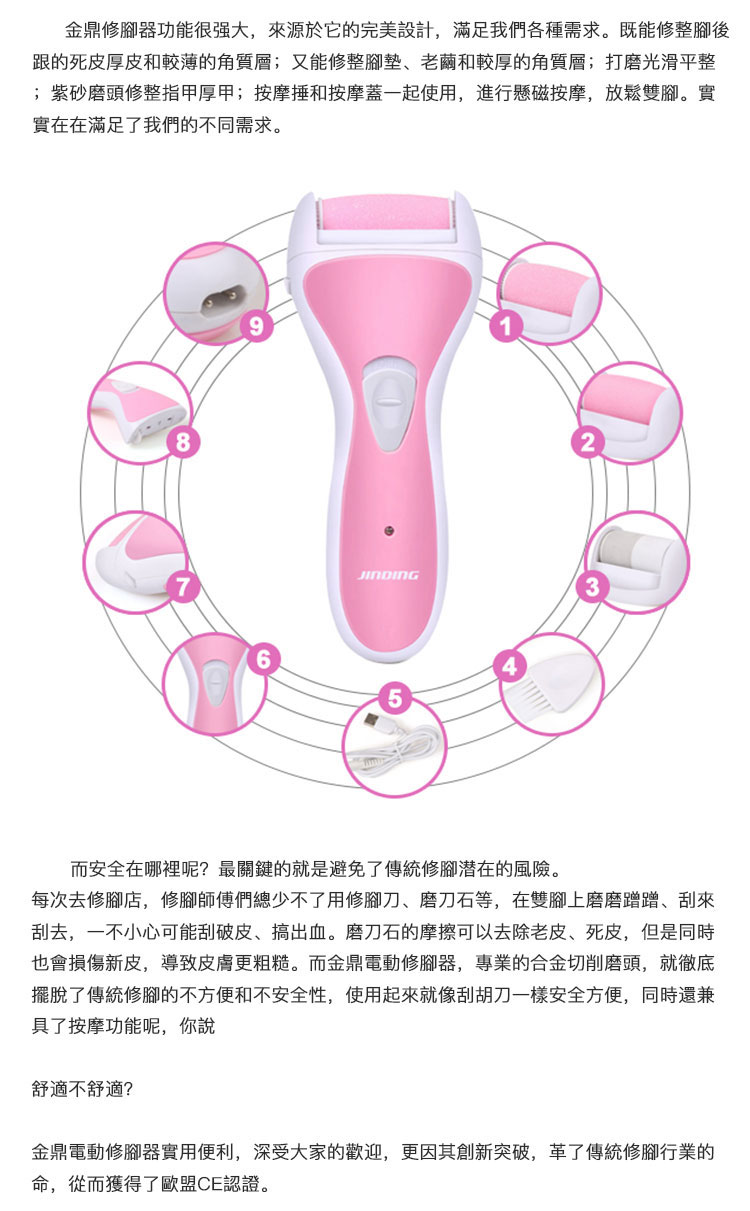 金鼎修腳器功能很强大，來源於它的完美設計，滿足我們各種需求。既能修整腳後
跟的死皮厚皮和較薄的角質層；又能修整腳墊、老繭和較厚的角質層；打磨光滑平整
；紫砂磨頭修整指甲厚甲；按摩捶和按摩蓋一起使用，進行懸磁按摩，放鬆雙腳。實
實在在滿足了我們的不同需求。
9
1
8
2
JINDING
7
3
6
4
5
而安全在哪裡呢？最關鍵的就是避免了傳統修腳潜在的風險。
每次去修腳店，修腳師傅們總少不了用修腳刀、磨刀石等，在雙腳上磨磨蹭蹭、刮來
刮去，一不小心可能刮破皮、搞出血。磨刀石的摩擦可以去除老皮、死皮，但是同時
也會損傷新皮，導致皮膚更粗糙。而金鼎電動修腳器，專業的合金切削磨頭，就徹底
擺脫了傳統修腳的不方便和不安全性，使用起來就像刮胡刀一樣安全方便，同時還兼
具了按摩功能呢，你說
舒適不舒適？
金鼎電動修腳器實用便利，深受大家的歡迎，更因其創新突破，革了傳統修腳行業的
命，從而獲得了歐盟CE認證。